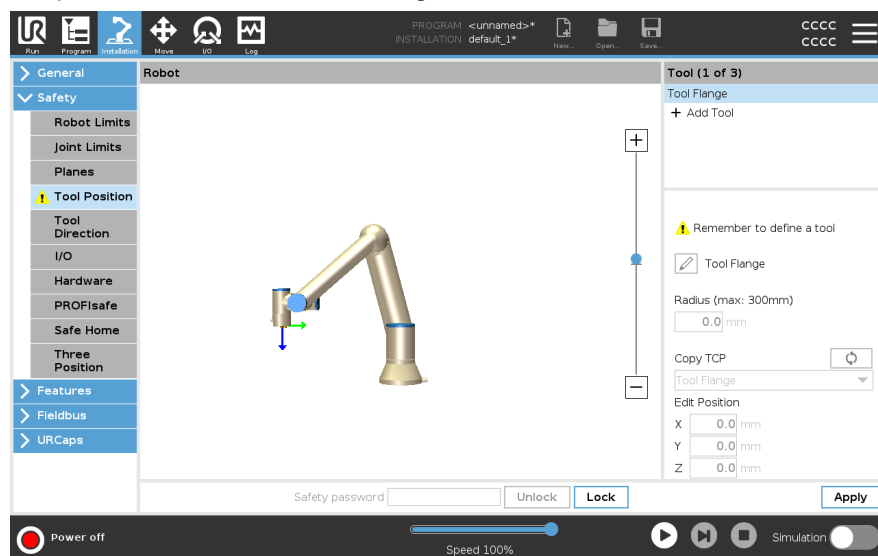 PROGRAM <unnamed>*
INSTALLATION default_1*
CCCC
CCCC
Run Program Installation Move I/O Log New... Open... Save...
General
Safety
Robot Limits
Joint Limits
Planes
Tool Position
Tool
Direction
I/O
Hardware
PROFIsafe
Safe Home
Three
Position
Features
Fieldbus
URCaps
Robot
Tool (1 of 3)
Tool Flange
+ Add Tool
Remember to define a tool
Tool Flange
Radius (max: 300mm)
0.0 mm
Copy TCP
Tool Flange
Edit Position
X 0.0 mm
Y 0.0 mm
Z 0.0 mm
Safety password Unlock Lock Apply
Power off
Speed 100%
Simulation